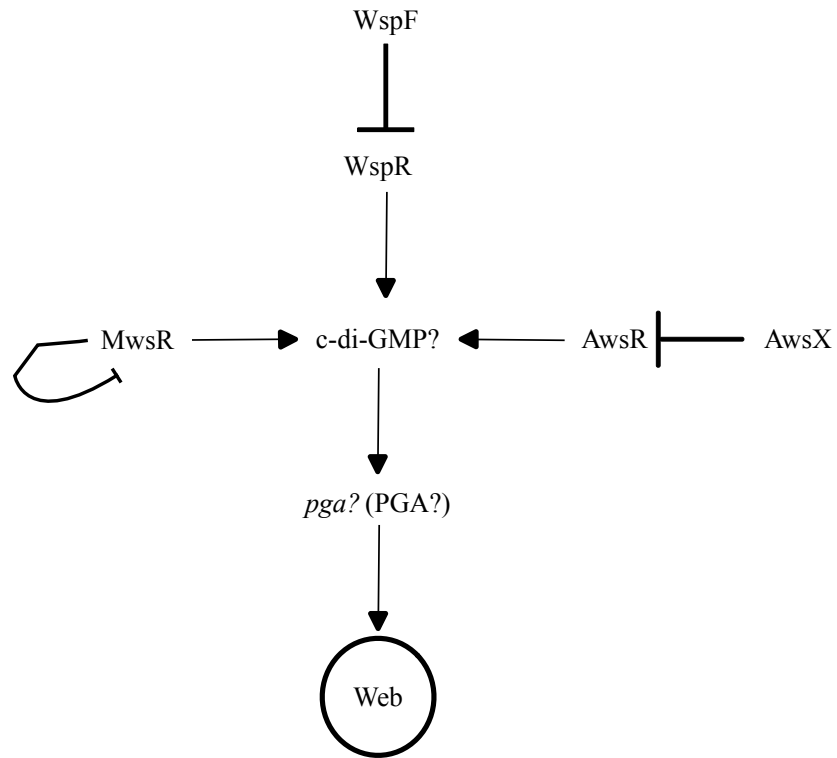 WspF
WspR
MwsR
c-di-GMP?
AwsR
AwsX
pga? (PGA?)
Web